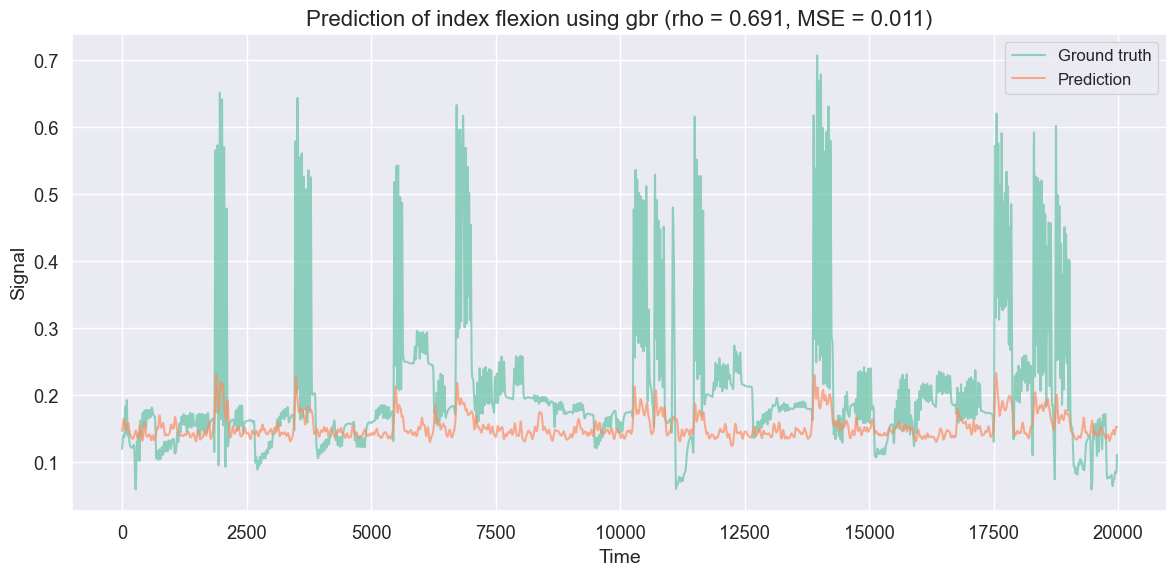 Prediction of index flexion using gbr (rho = 0.691, MSE = 0.011)
Ground truth
Prediction
0.7
0.6
0.5
0.4
0.3
0.2
0.1
Signal
0 2500 5000 7500 10000 12500 15000 17500 20000
Time